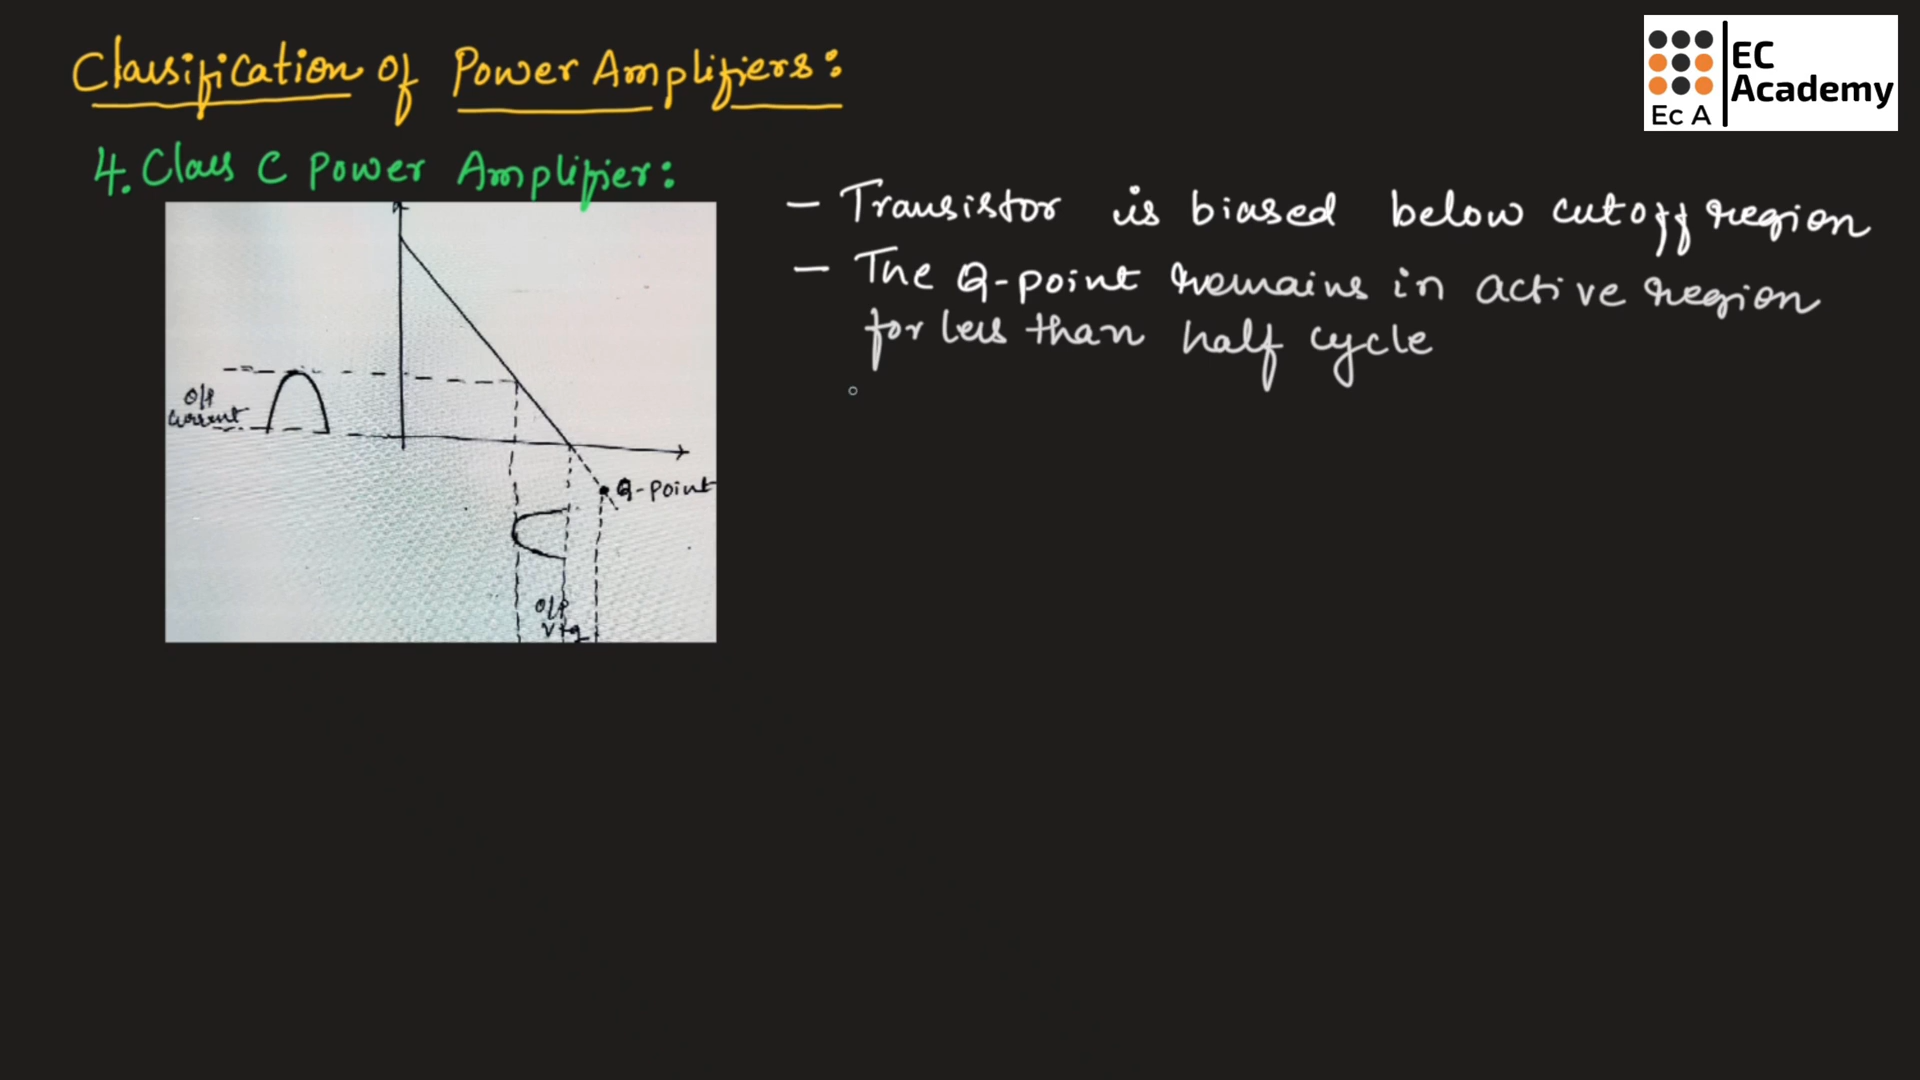 Classification of Power Amplifiers:
EC
Academy
Ec A
4. Class C Power Amplifier:
- Transistor is biased below cutoff region
- The Q-point remains in active region
for less than half cycle
O/P
current
Q-point
O/P
Vtg